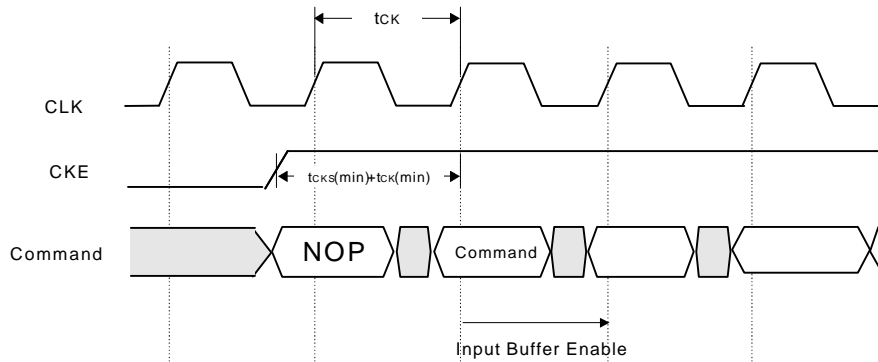 tCK
CLK
CKE
tCKS(min)+tCK(min)
Command
NOP
Command
Input Buffer Enable